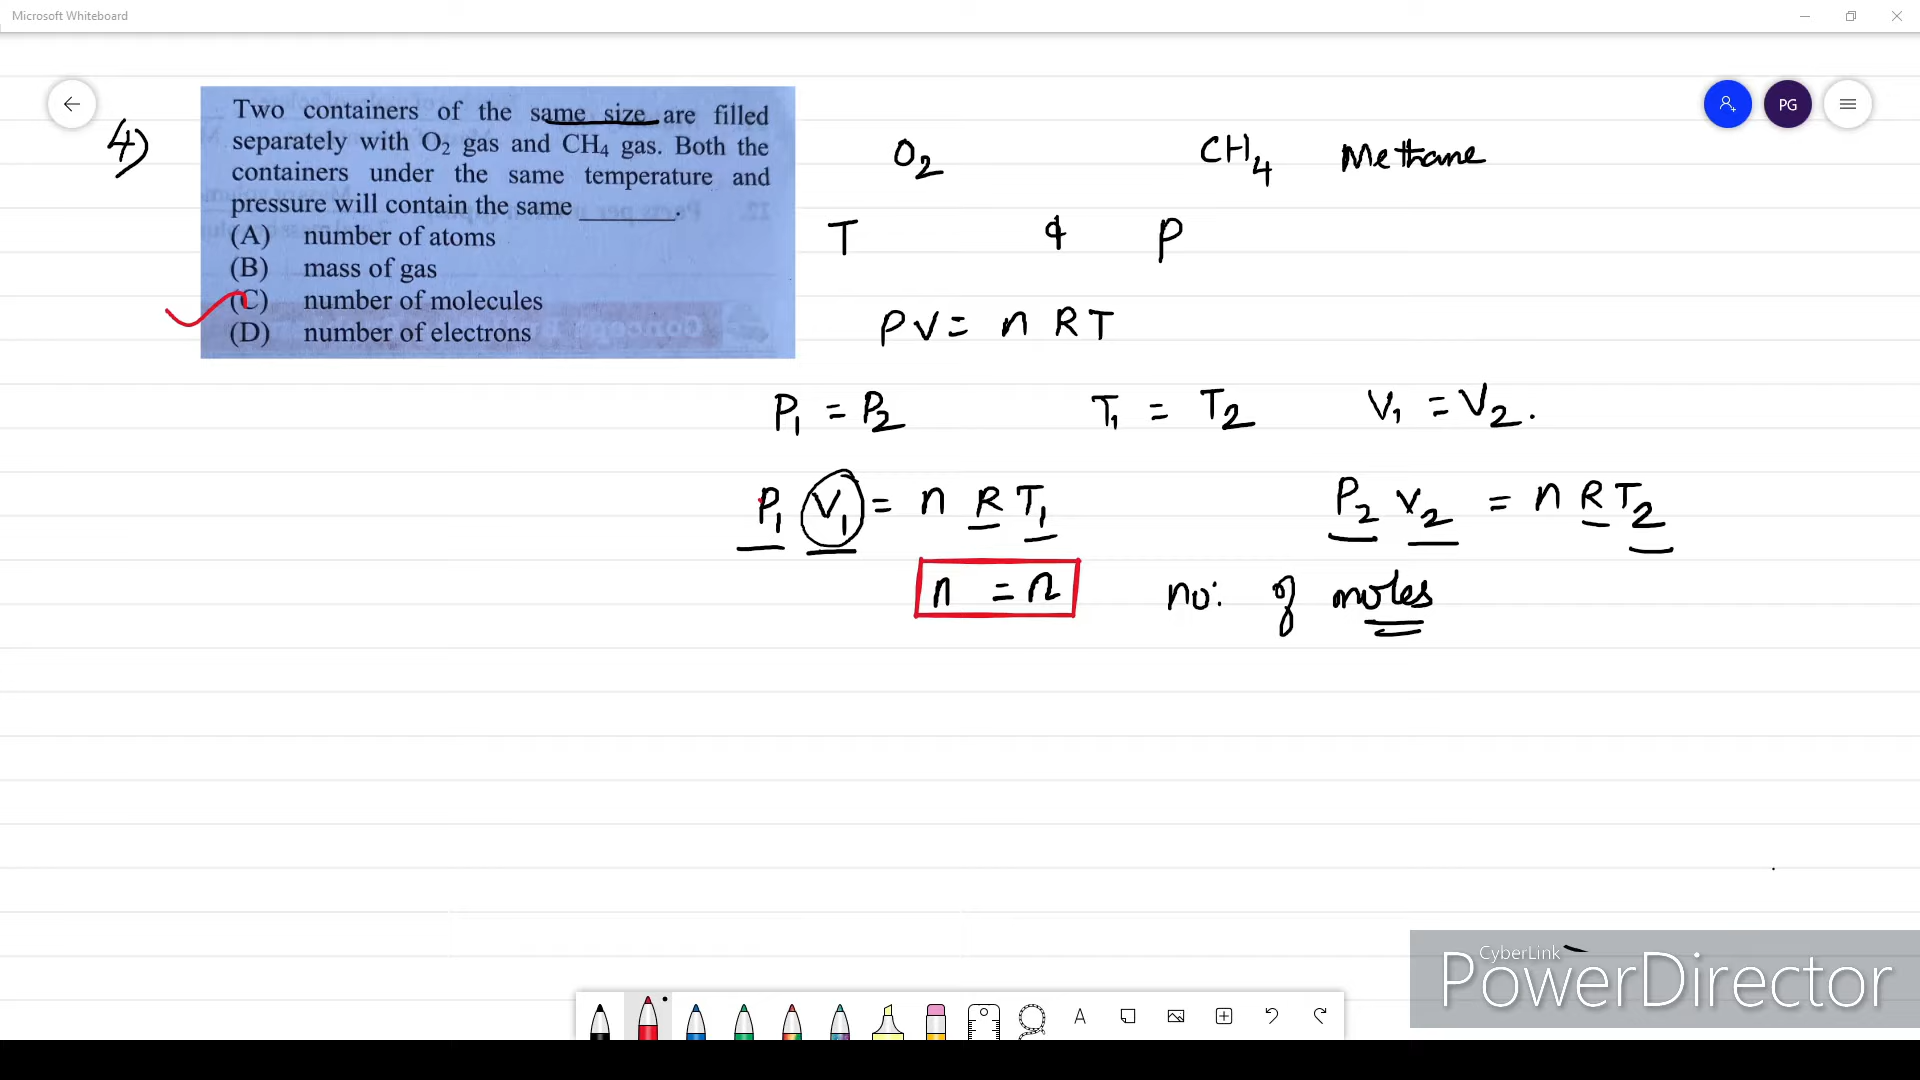 Microsoft Whiteboard
4)
Two containers of the same size are filled
separately with O₂ gas and CH₄ gas. Both the
containers under the same temperature and
pressure will contain the same ________.
(A) number of atoms
(B) mass of gas
(C) number of molecules
(D) number of electrons
O₂ CH₄ Methane
T & P
PV = n R T
P₁ = P₂ T₁ = T₂ V₁ = V₂.
P₁ V₁ = n R T₁ P₂ V₂ = n R T₂
n = n no: of moles
PG
A
CyberLink
PowerDirector